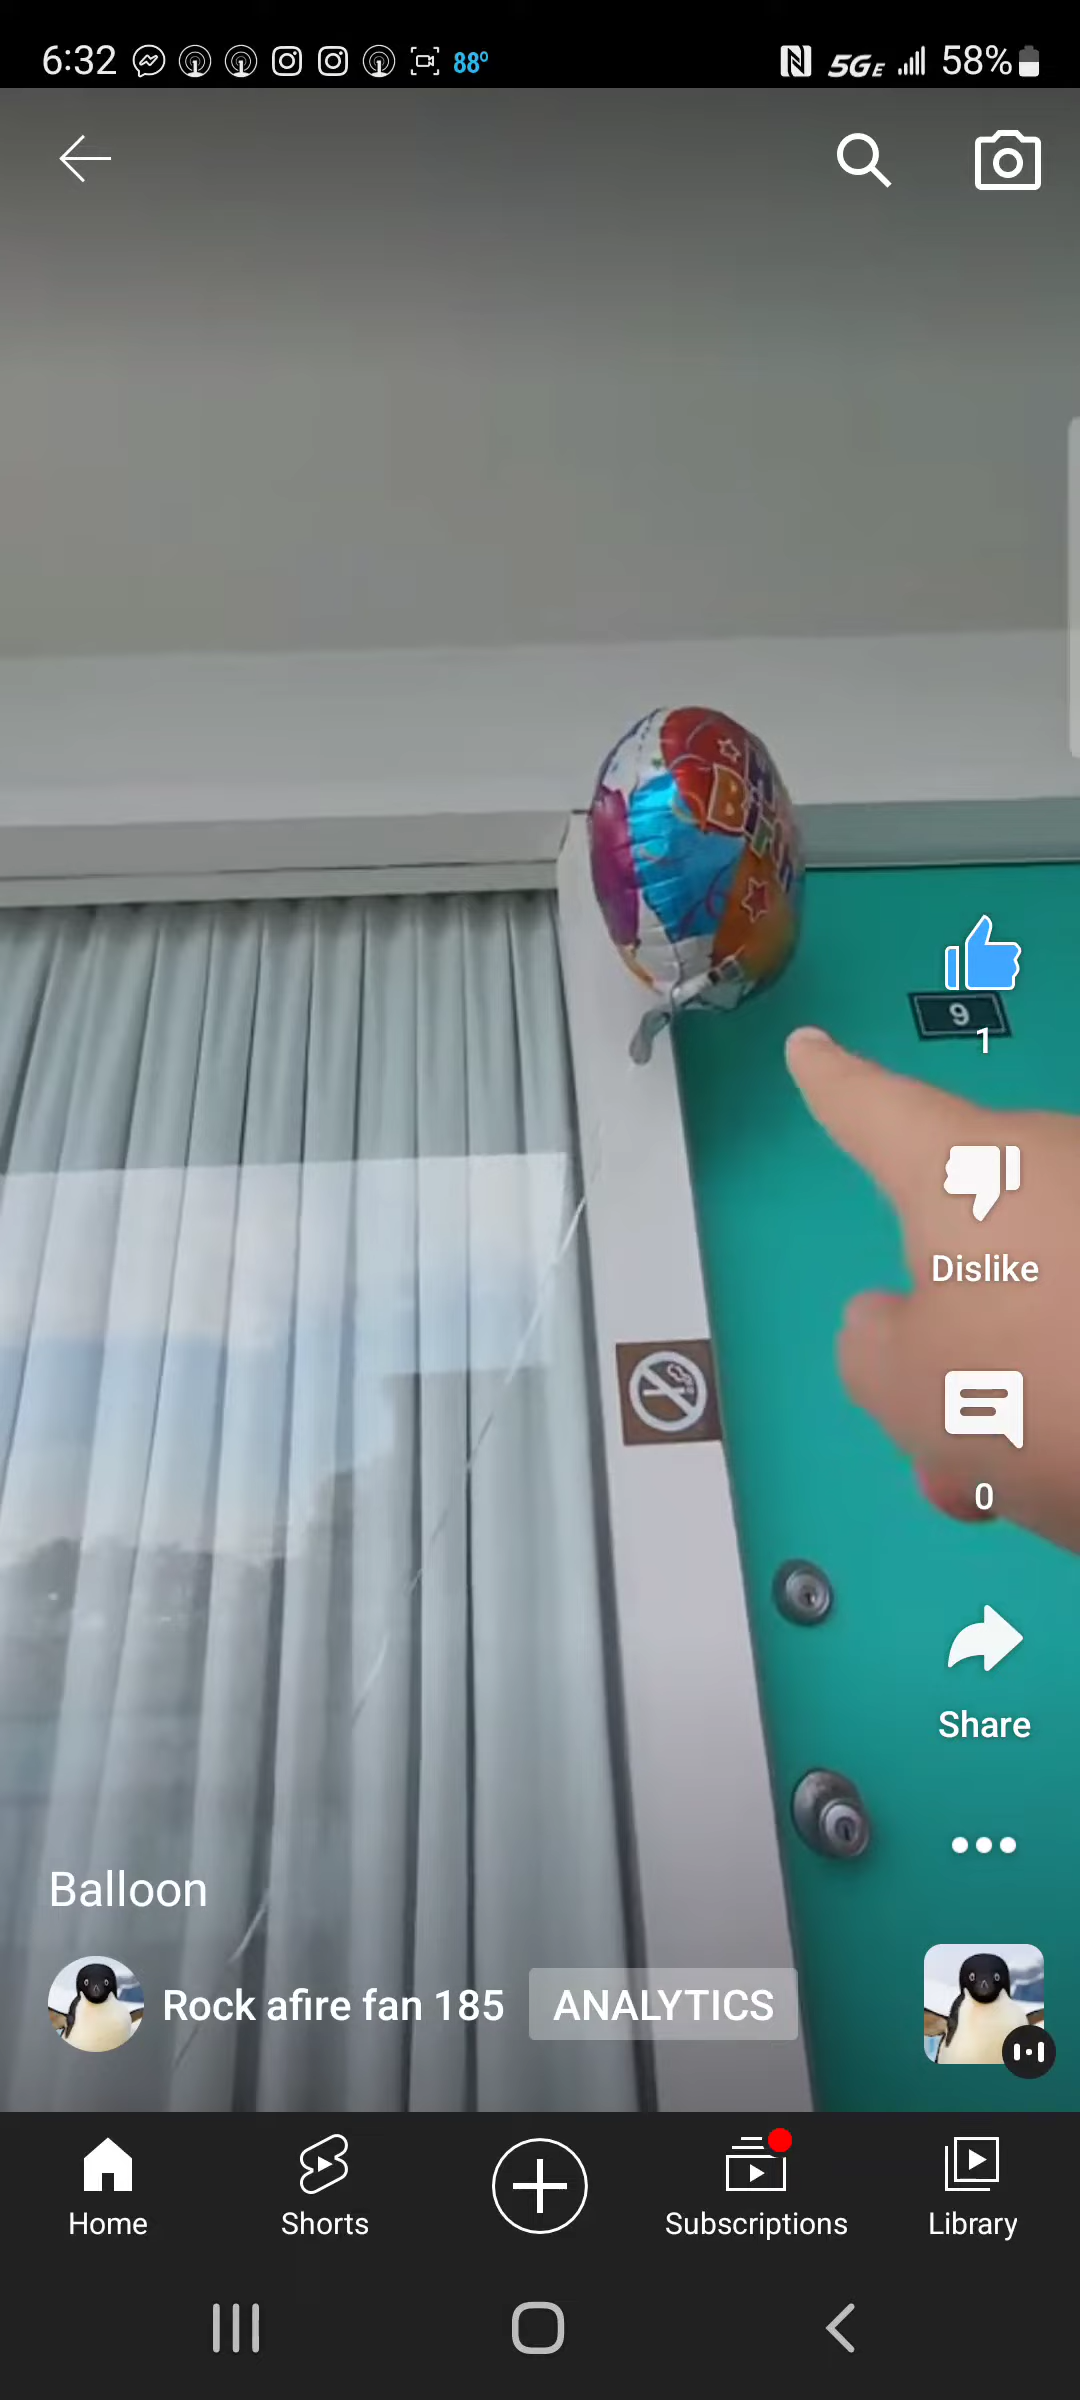 6:32 88° 5GE 58%
BIRTH
9
1
Dislike
0
Share
Balloon
Rock afire fan 185 ANALYTICS
Home Shorts Subscriptions Library